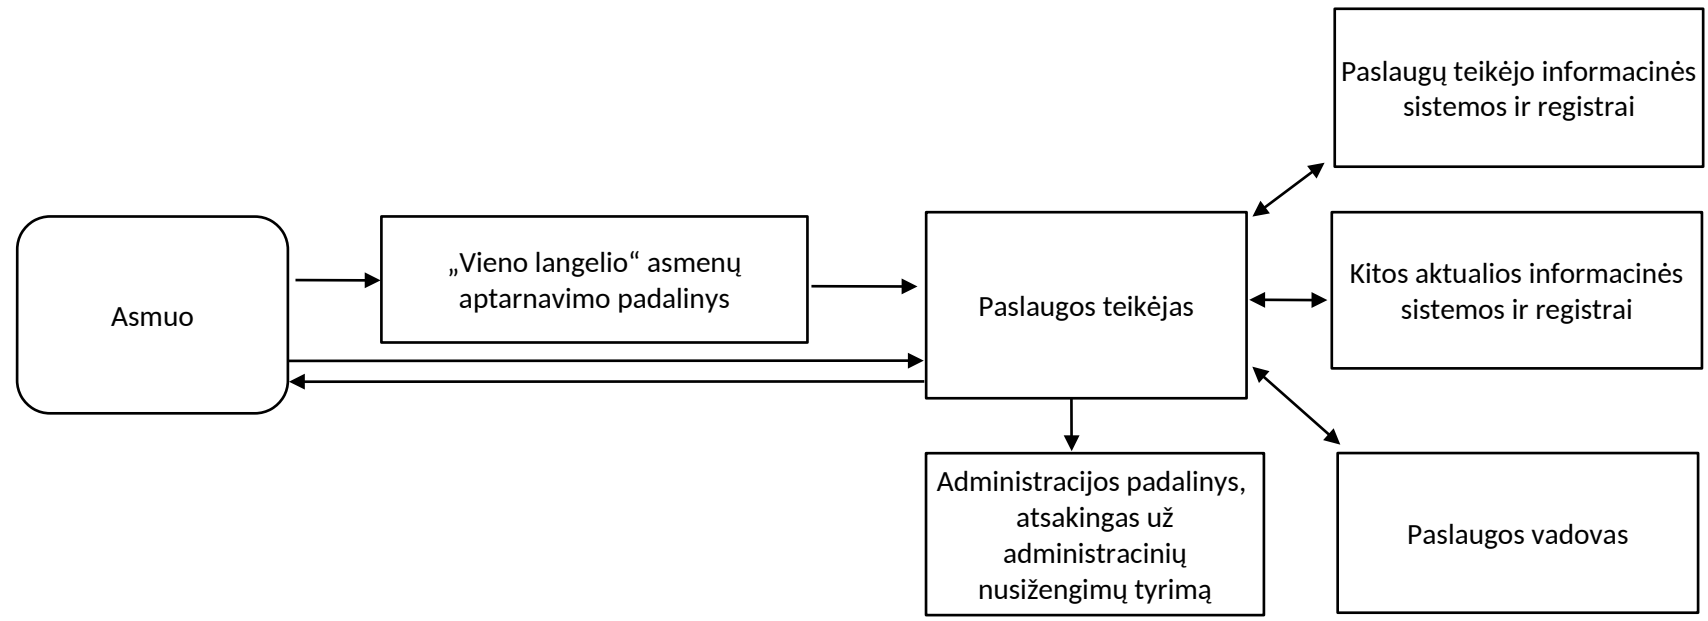 Paslaugų teikėjo informacinės
sistemos ir registrai
Asmuo
„Vieno langelio“ asmenų
aptarnavimo padalinys
Paslaugos teikėjas
Kitos aktualios informacinės
sistemos ir registrai
Administracijos padalinys,
atsakingas už
administracinių
nusižengimų tyrimą
Paslaugos vadovas